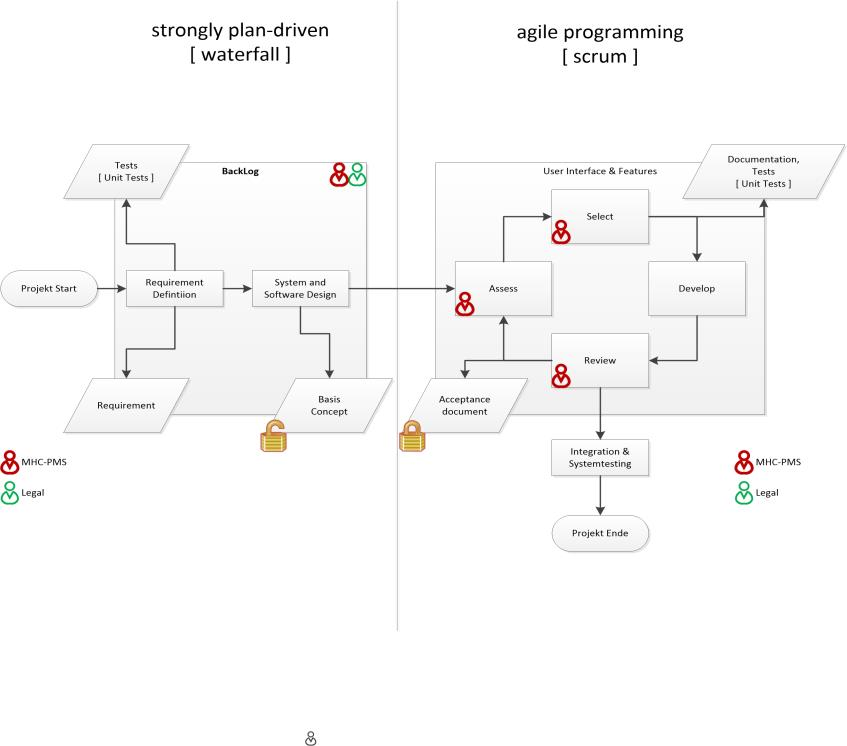 strongly plan-driven
[ waterfall ]
agile programming
[ scrum ]
Tests
[ Unit Tests ]
BackLog
Projekt Start
Requirement
Defintiion
System and
Software Design
Requirement
Basis
Concept
MHC-PMS
Legal
User Interface & Features
Documentation,
Tests
[ Unit Tests ]
Select
Assess
Develop
Review
Acceptance
document
Integration &
Systemtesting
Projekt Ende
MHC-PMS
Legal